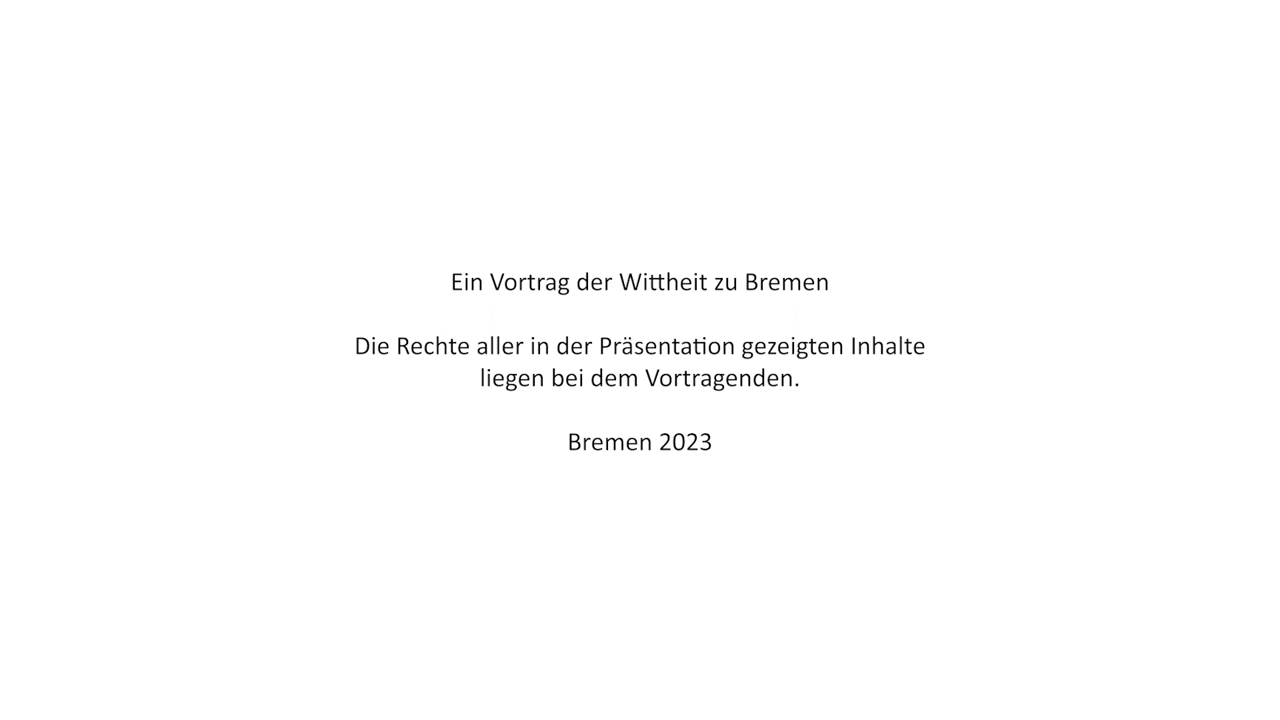 Ein Vortrag der Wittheit zu Bremen
Die Rechte aller in der Präsentation gezeigten Inhalte
liegen bei dem Vortragenden.
Bremen 2023